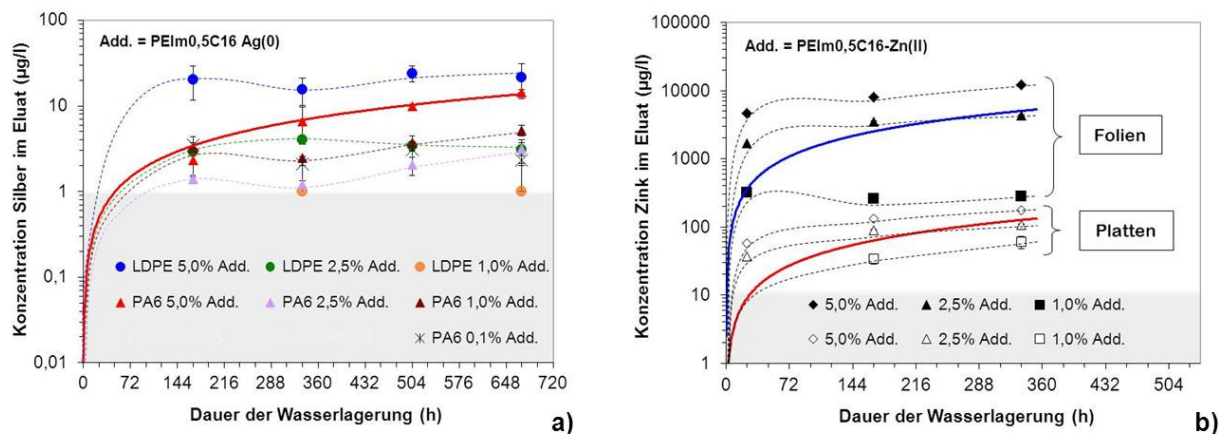 Konzentration Silber im Eluat (µg/l)
100
10
1
0,1
0,01
Add. = PEIm0,5C16 Ag(0)
LDPE 5,0% Add.
LDPE 2,5% Add.
LDPE 1,0% Add.
PA6 5,0% Add.
PA6 2,5% Add.
PA6 1,0% Add.
PA6 0,1% Add.
0 72 144 216 288 360 432 504 576 648 720
Dauer der Wasserlagerung (h)
a)
Konzentration Zink im Eluat (µg/l)
100000
10000
1000
100
10
1
Add. = PEIm0,5C16-Zn(II)
Folien
Platten
5,0% Add.
2,5% Add.
1,0% Add.
5,0% Add.
2,5% Add.
1,0% Add.
0 72 144 216 288 360 432 504
Dauer der Wasserlagerung (h)
b)